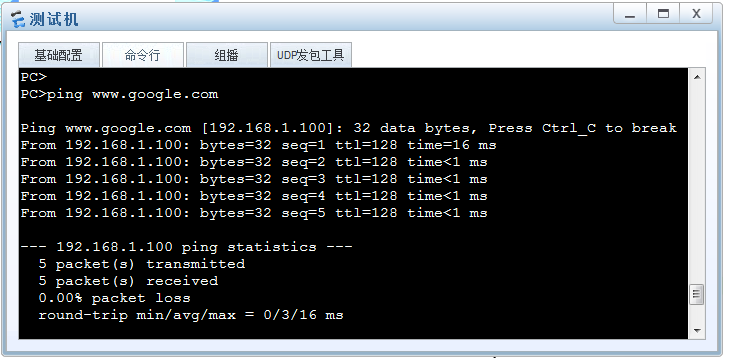 测试机
基础配置 命令行 组播 UDP发包工具
PC>
PC>ping www.google.com
Ping www.google.com [192.168.1.100]: 32 data bytes, Press Ctrl_C to break
From 192.168.1.100: bytes=32 seq=1 ttl=128 time=16 ms
From 192.168.1.100: bytes=32 seq=2 ttl=128 time<1 ms
From 192.168.1.100: bytes=32 seq=3 ttl=128 time<1 ms
From 192.168.1.100: bytes=32 seq=4 ttl=128 time<1 ms
From 192.168.1.100: bytes=32 seq=5 ttl=128 time<1 ms
--- 192.168.1.100 ping statistics ---
5 packet(s) transmitted
5 packet(s) received
0.00% packet loss
round-trip min/avg/max = 0/3/16 ms